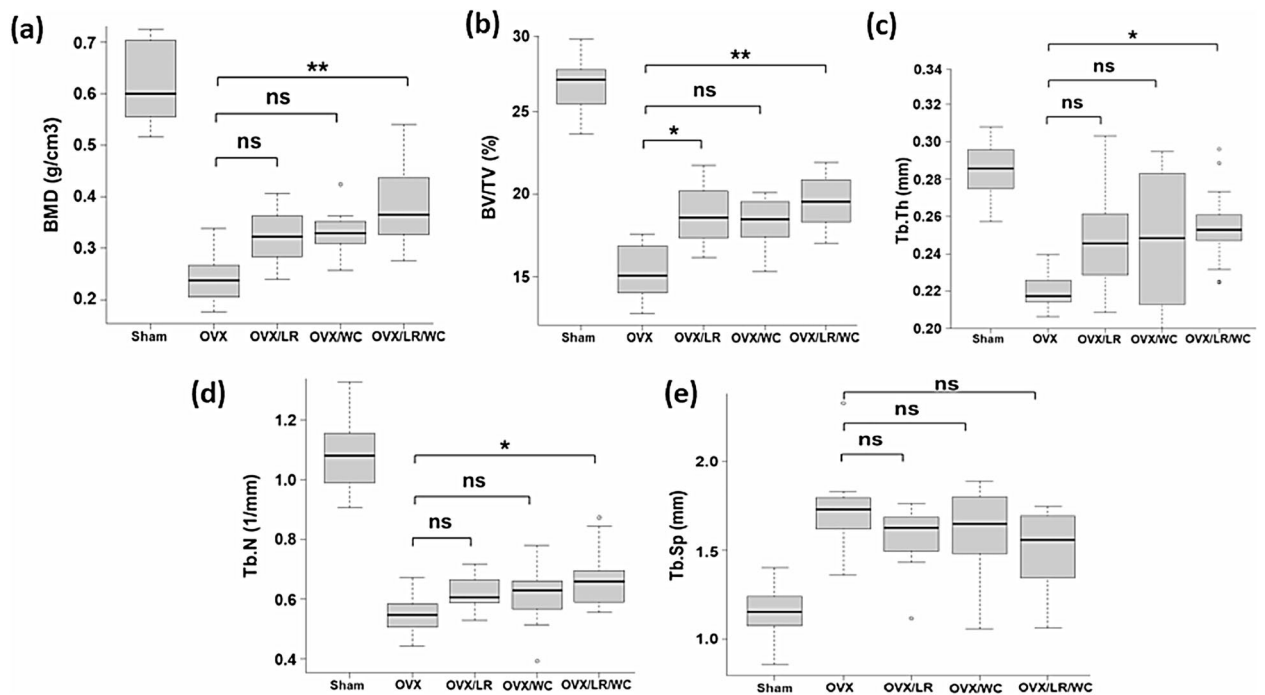 (a)
BMD (g/cm3)
0.7
0.6
0.5
0.4
0.3
0.2
**
ns
ns
Sham OVX OVX/LR OVX/WC OVX/LR/WC
(b)
BV/TV (%)
30
25
20
15
**
ns
*
Sham OVX OVX/LR OVX/WC OVX/LR/WC
(c)
Tb.Th (mm)
0.34
0.32
0.30
0.28
0.26
0.24
0.22
0.20
*
ns
ns
Sham OVX OVX/LR OVX/WC OVX/LR/WC
(d)
Tb.N (1/mm)
1.2
1.0
0.8
0.6
0.4
*
ns
ns
Sham OVX OVX/LR OVX/WC OVX/LR/WC
(e)
Tb.Sp (mm)
2.0
1.5
1.0
ns
ns
ns
Sham OVX OVX/LR OVX/WC OVX/LR/WC